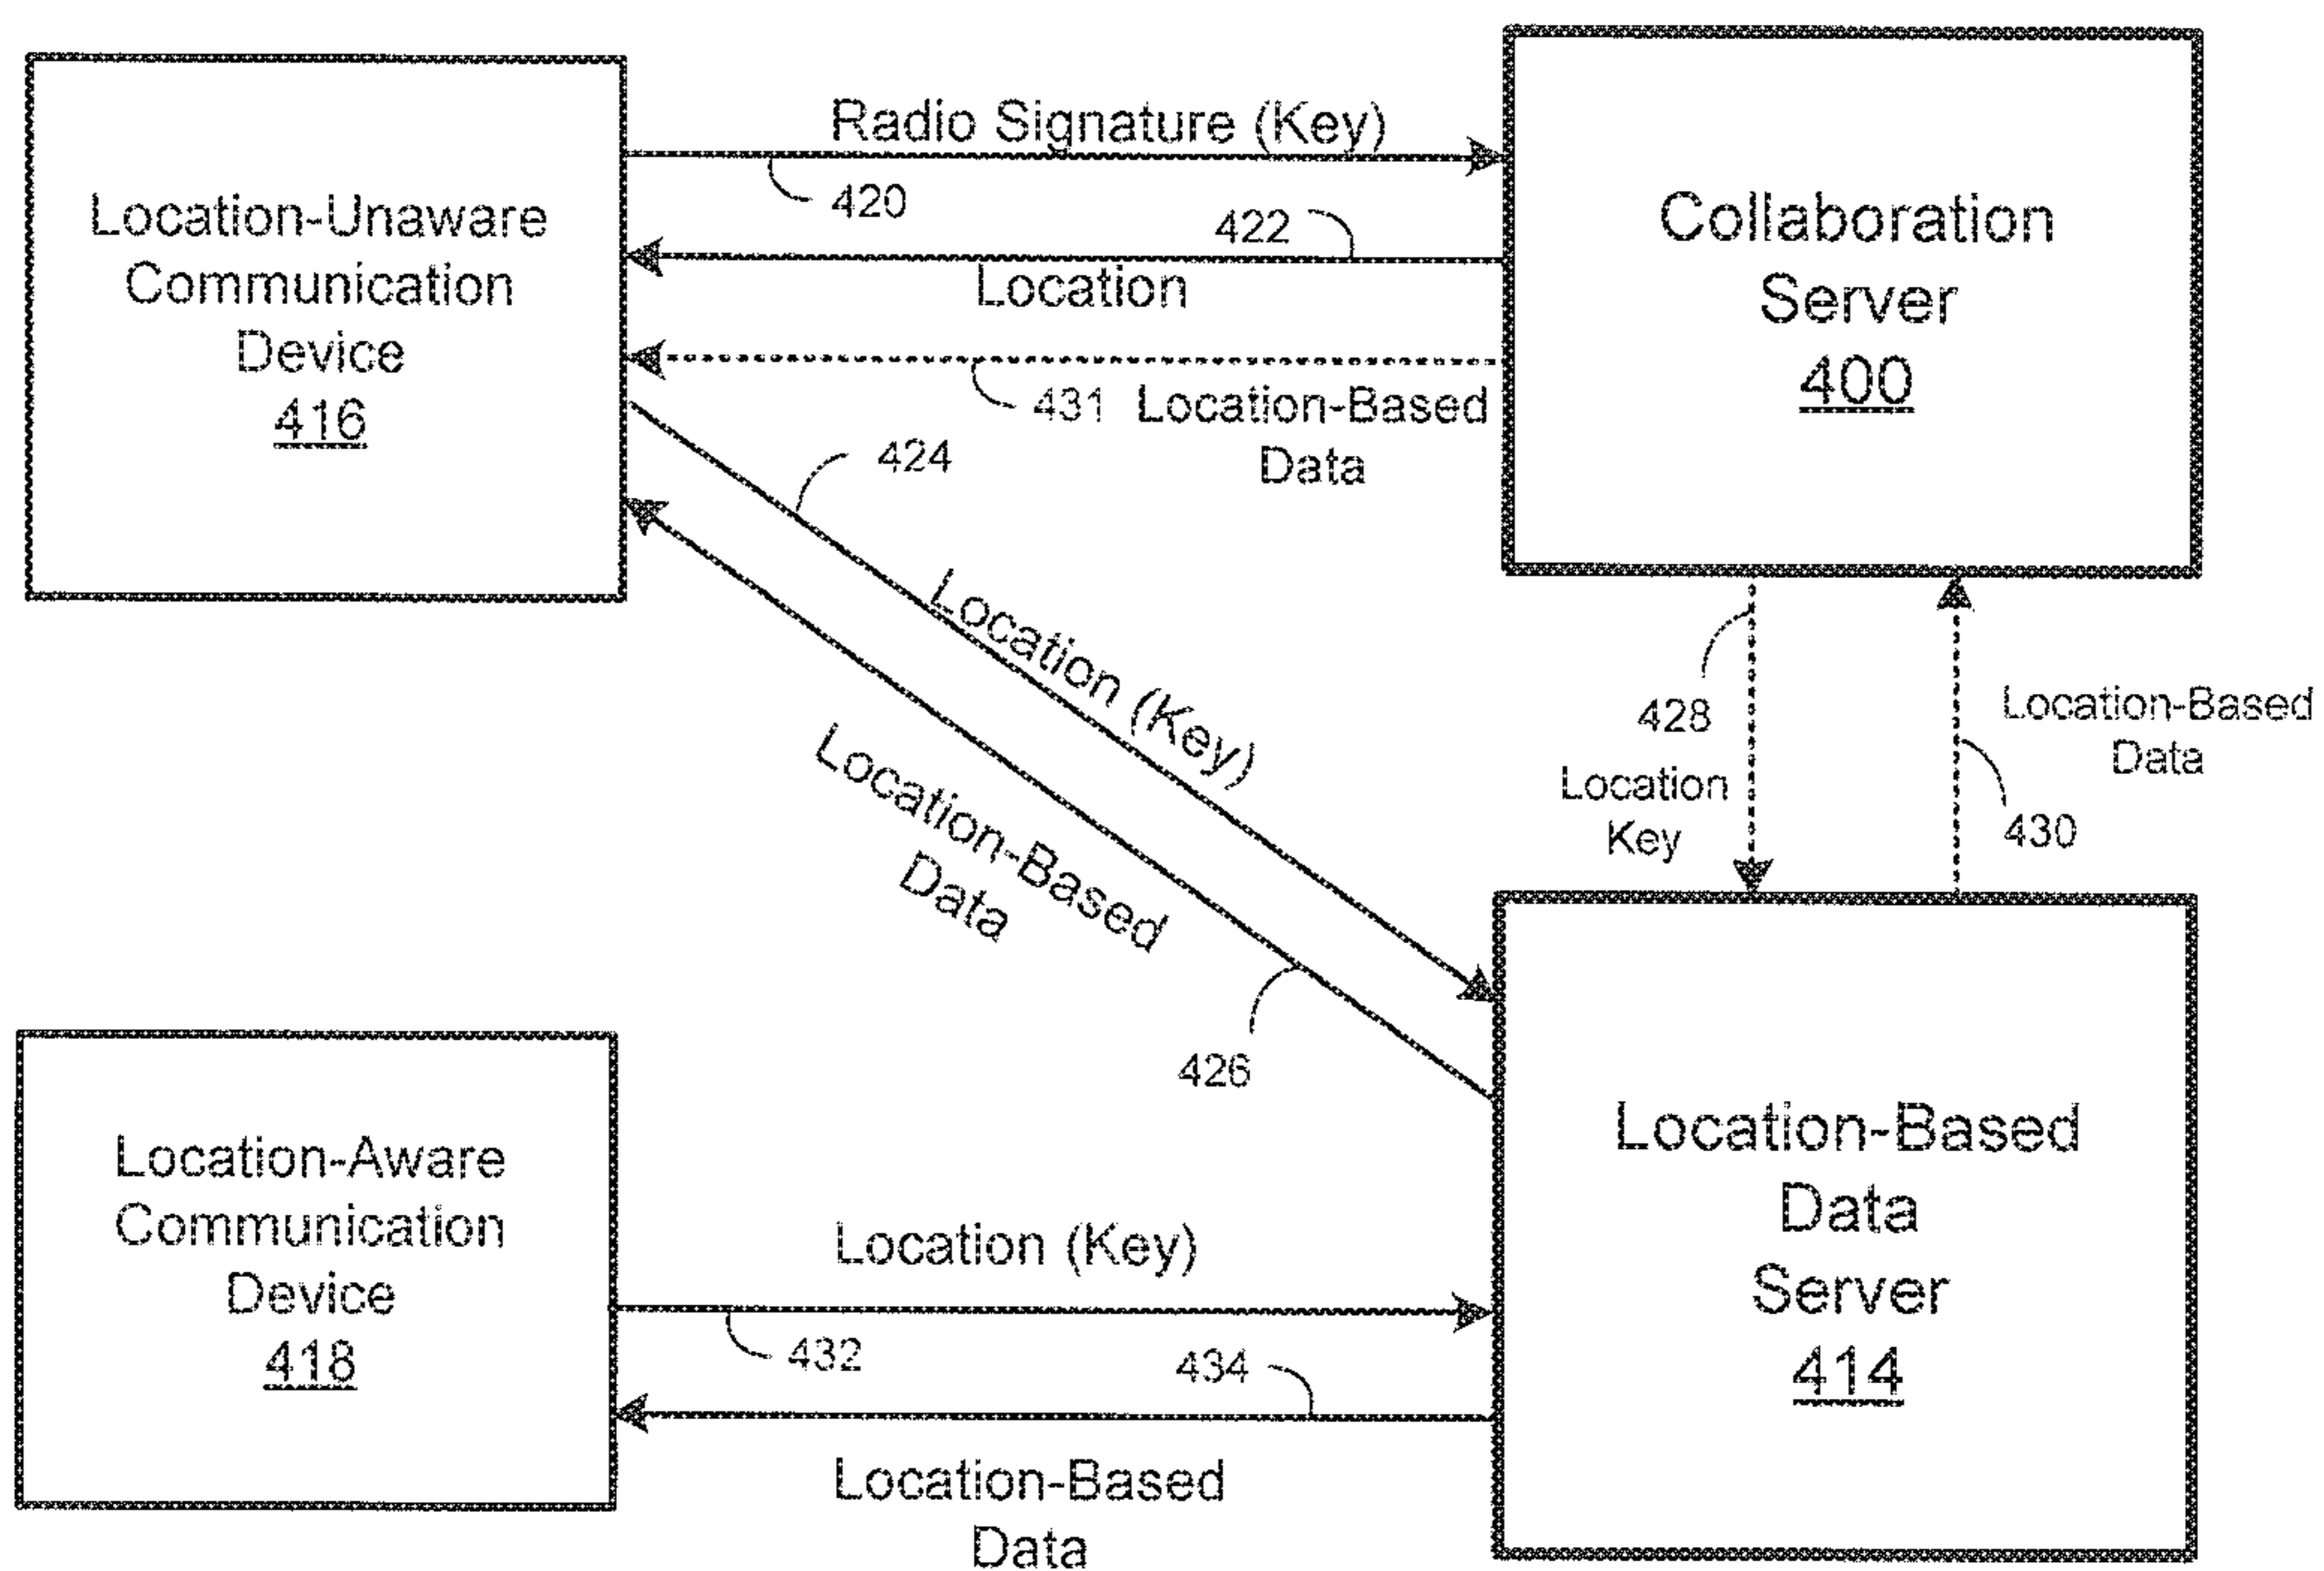 Location-Unaware
Communication
Device
416
Radio Signature (Key)
420
422
Location
431 Location-Based
Data
Collaboration
Server
400
424
Location (Key)
Location-Based
Data
426
428
Location
Key
Location-Based
Data
430
Location-Aware
Communication
Device
418
Location (Key)
432
434
Location-Based
Data
Location-Based
Data
Server
414